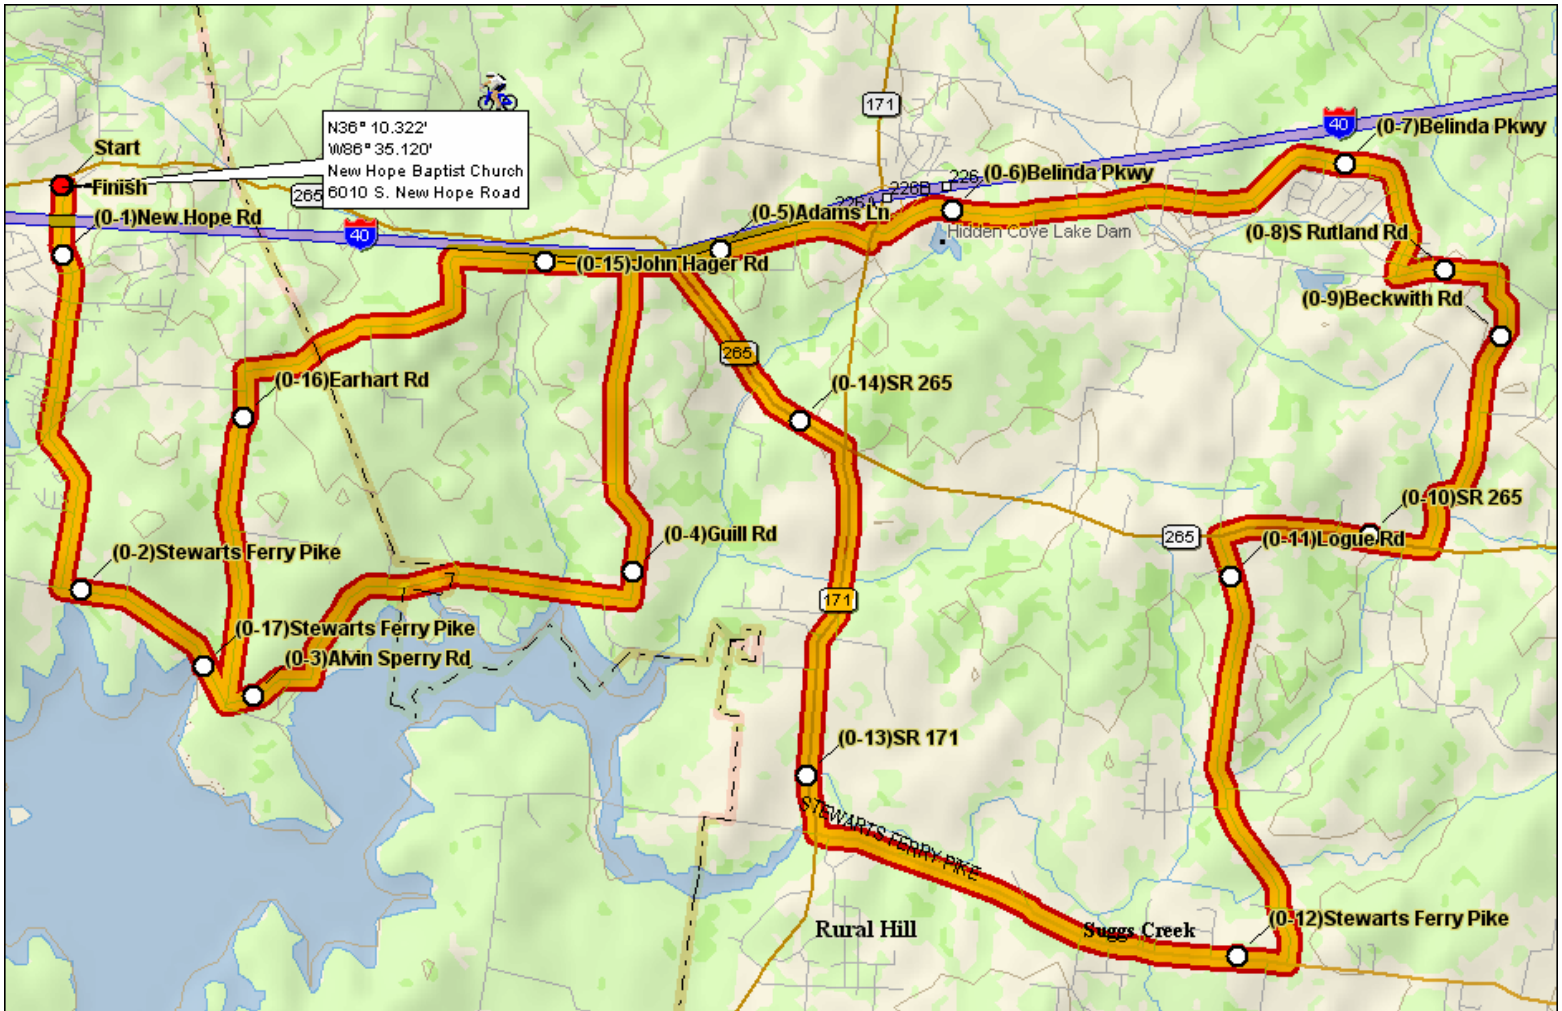 171
40
(0-7)Belinda Pkwy
Start
N36° 10.322'
W86° 35.120'
New Hope Baptist Church
6010 S. New Hope Road
Finish
265
226
(0-6)Belinda Pkwy
226B
226A
(0-1)New Hope Rd
(0-5)Adams Ln
40
Hidden Cove Lake Dam
(0-8)S Rutland Rd
(0-15)John Hager Rd
(0-9)Beckwith Rd
265
(0-16)Earhart Rd
(0-14)SR 265
(0-10)SR 265
(0-4)Guill Rd
265
(0-11)Logue Rd
(0-2)Stewarts Ferry Pike
171
(0-17)Stewarts Ferry Pike
(0-3)Alvin Sperry Rd
(0-13)SR 171
STEWARTS FERRY PIKE
(0-12)Stewarts Ferry Pike
Rural Hill
Suggs Creek